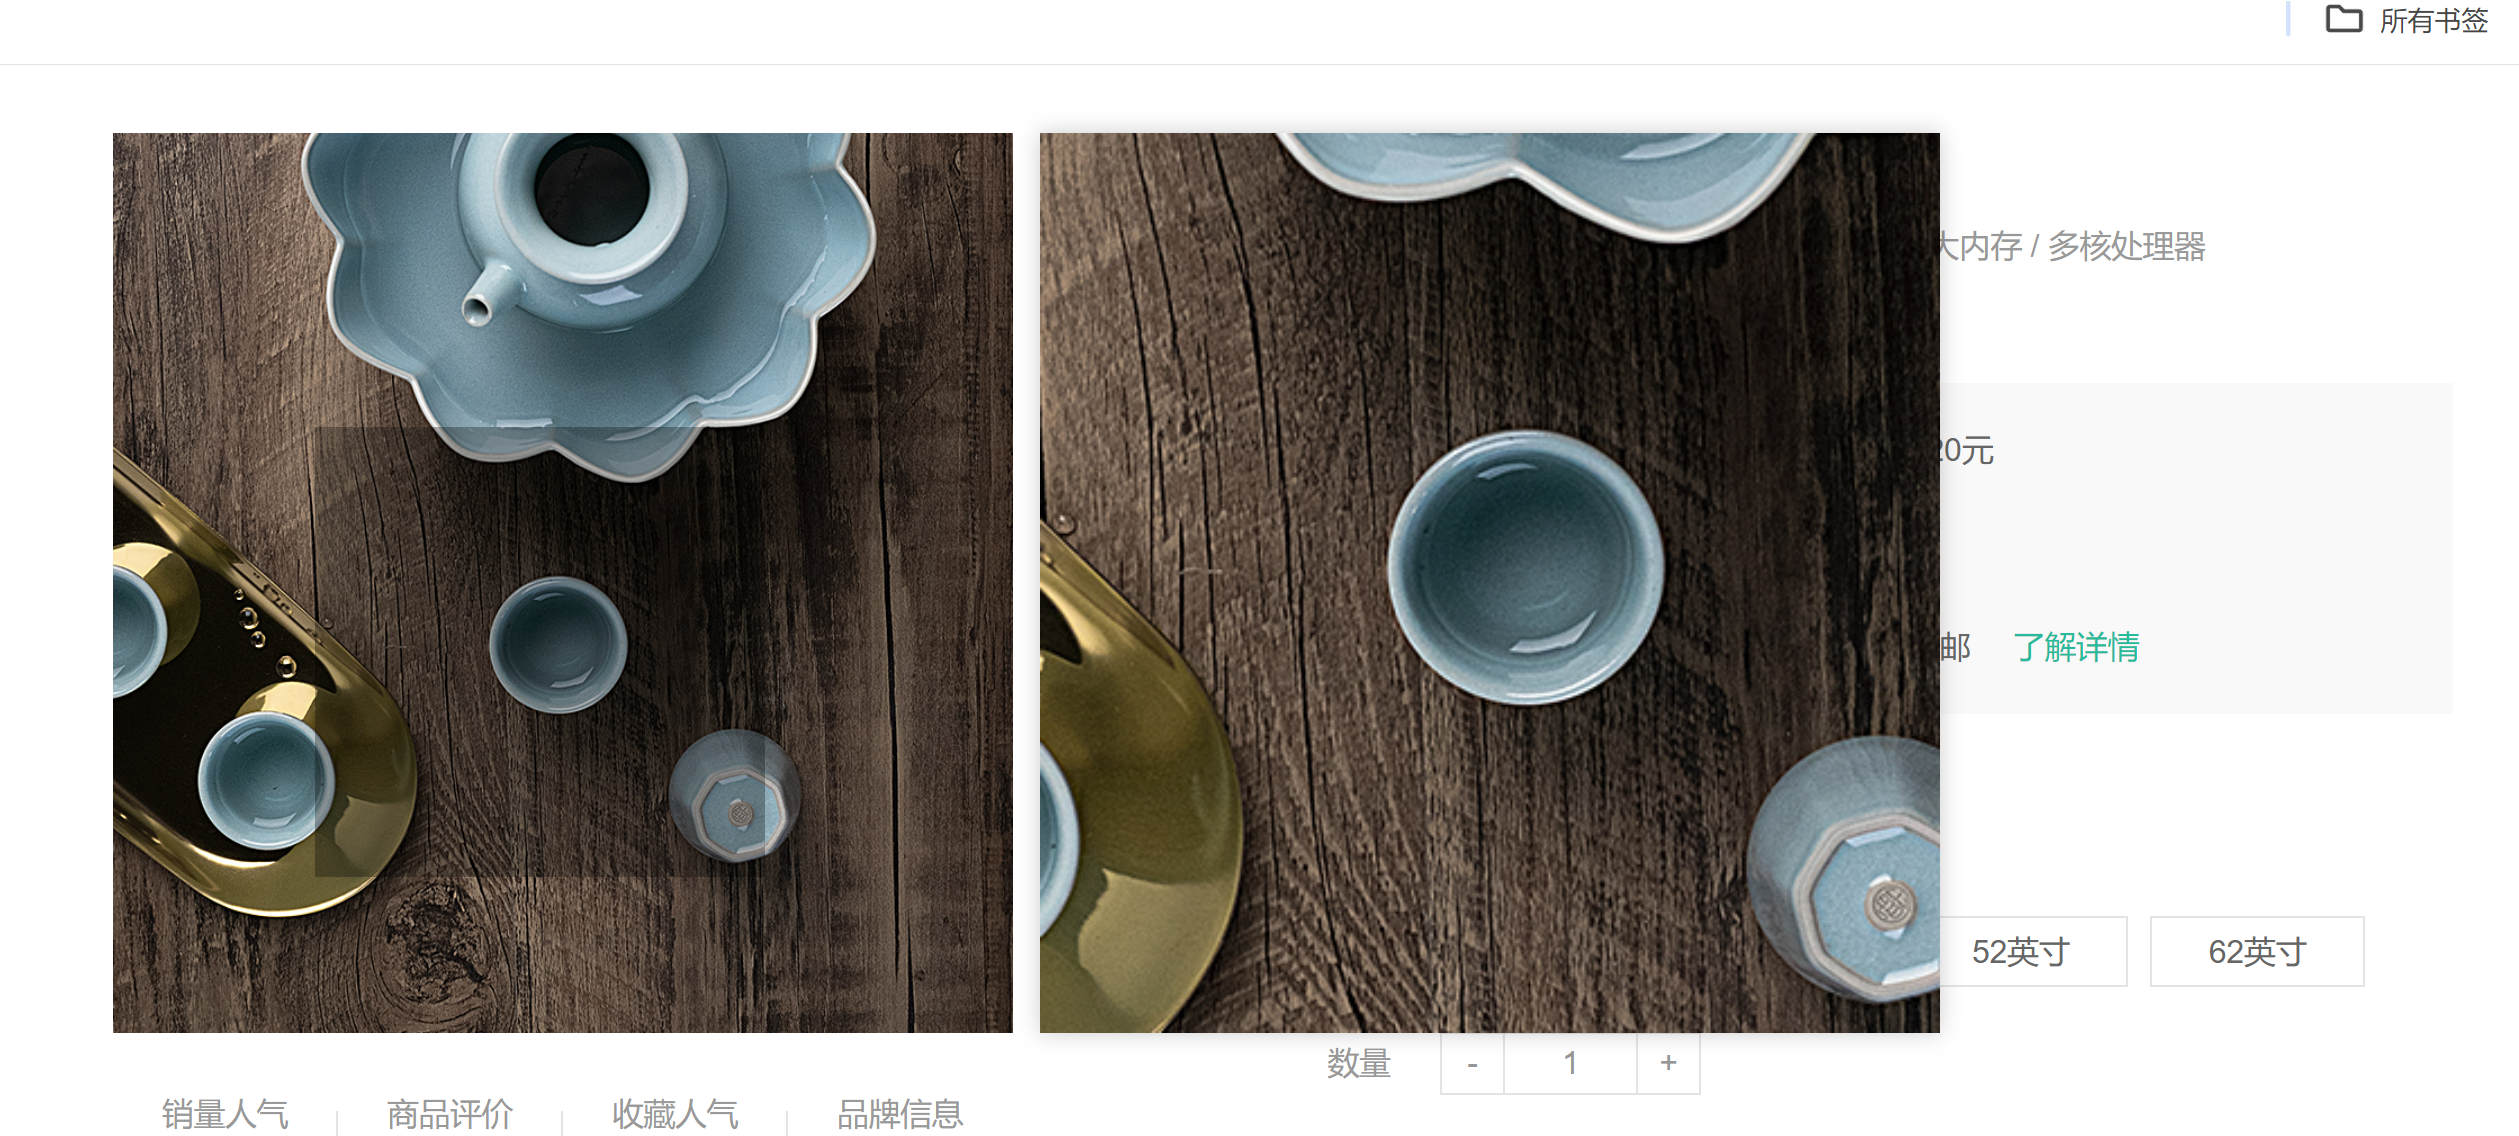 所有书签
大内存 / 多核处理器
20元
邮 了解详情
52英寸 62英寸
数量 - 1 +
销量人气 商品评价 收藏人气 品牌信息